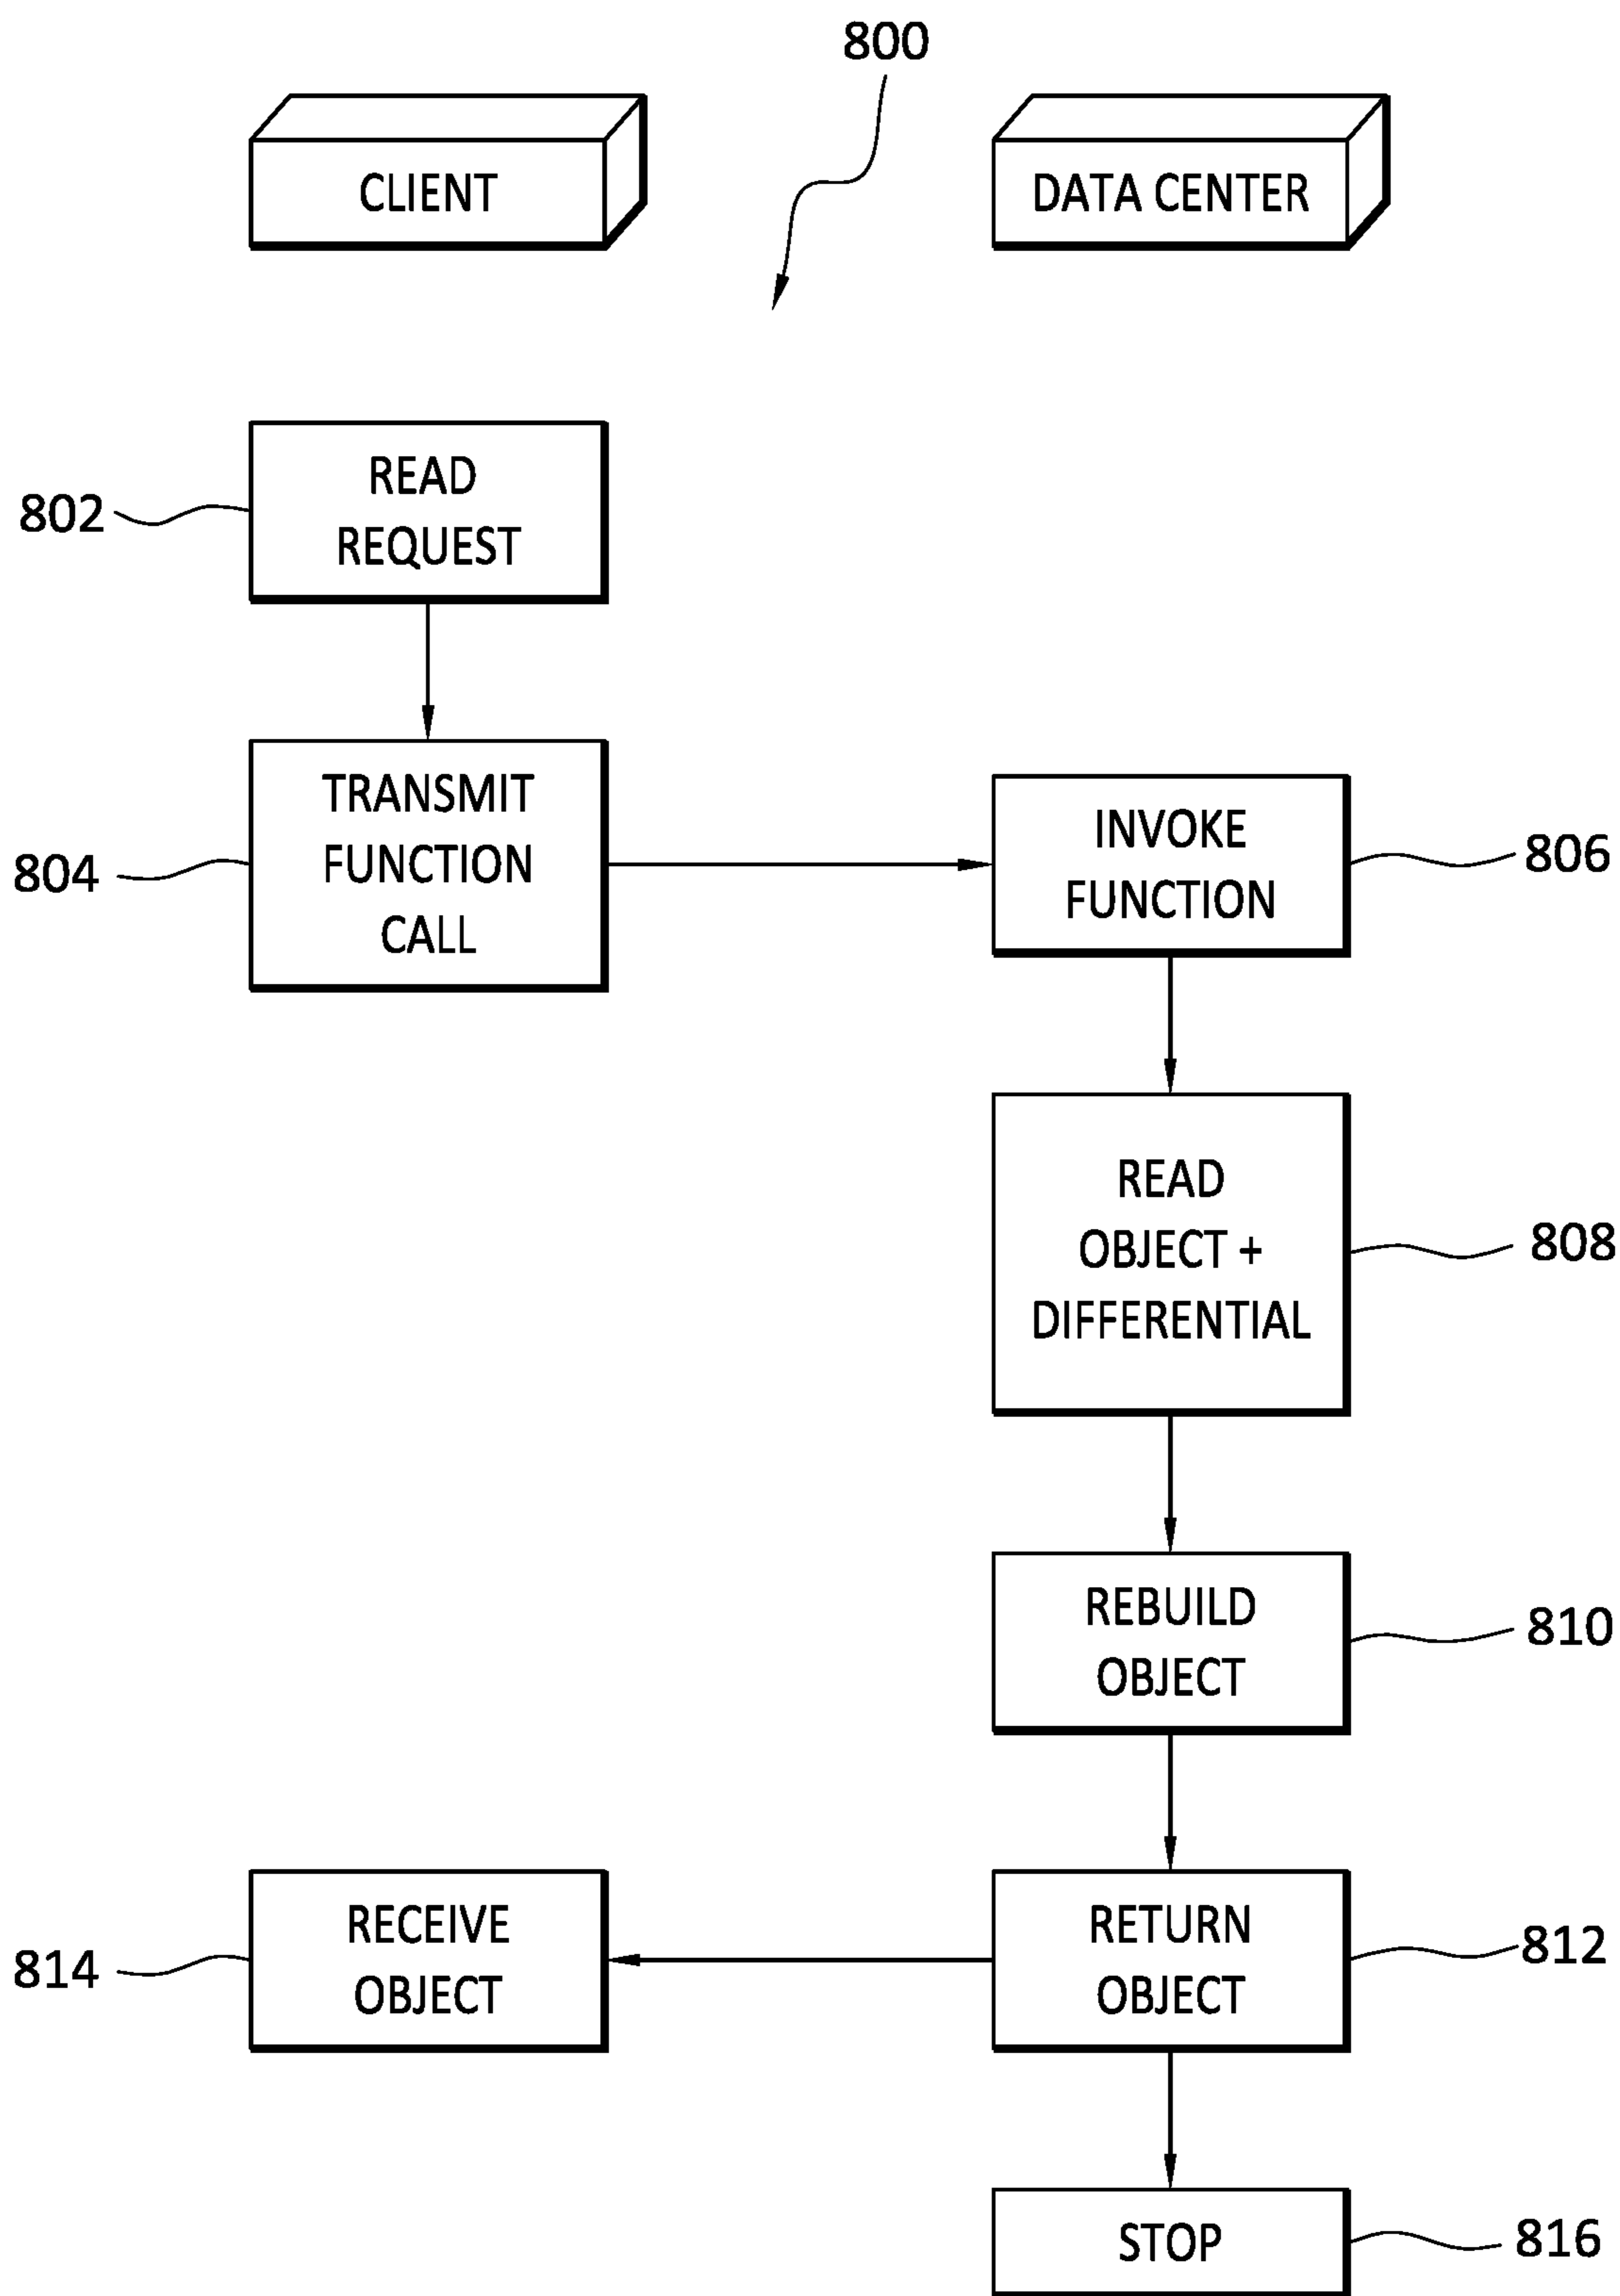 800
CLIENT
DATA CENTER
READ
REQUEST
802
TRANSMIT
FUNCTION
CALL
804
INVOKE
FUNCTION
806
READ
OBJECT +
DIFFERENTIAL
808
REBUILD
OBJECT
810
RETURN
OBJECT
812
RECEIVE
OBJECT
814
STOP
816